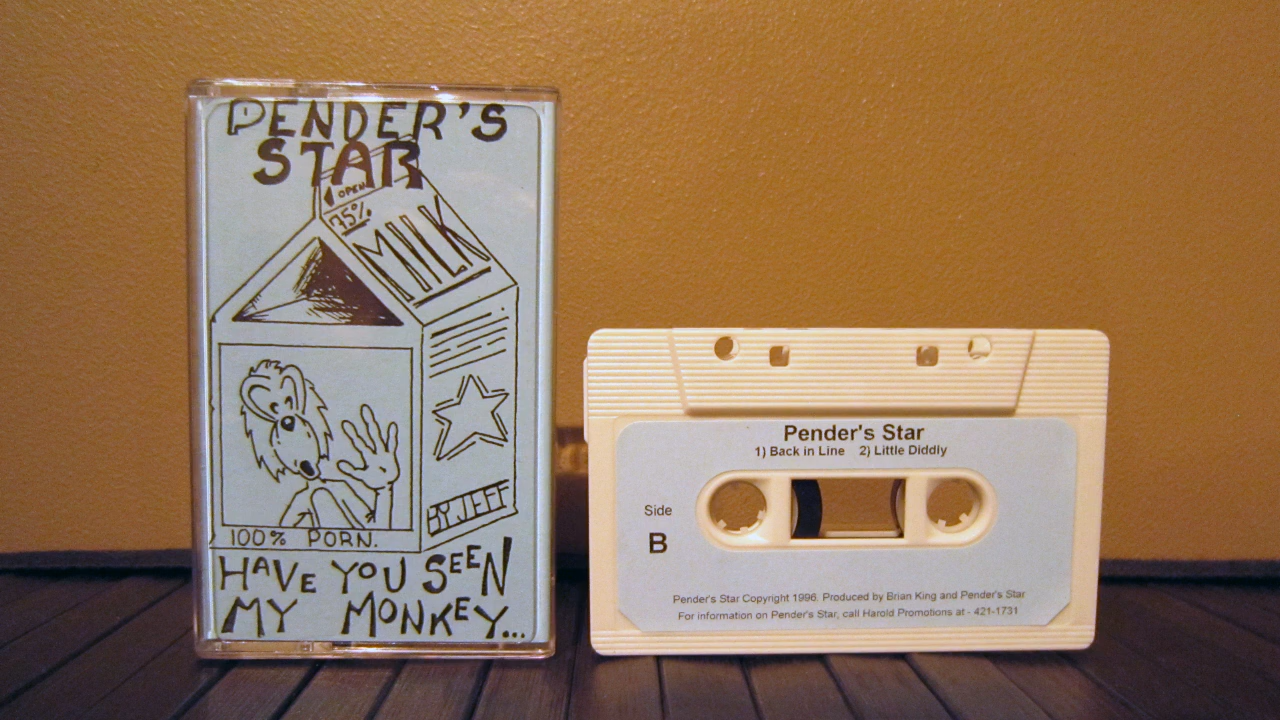 PENDER'S
STAR
OPEN
75%
MILK
BY JEFF
100% PORN.
HAVE YOU SEEN
MY MONKEY...
Pender's Star
1) Back in Line 2) Little Diddly
Side
B
Pender's Star Copyright 1996. Produced by Brian King and Pender's Star
For information on Pender's Star, call Harold Promotions at - 421-1731